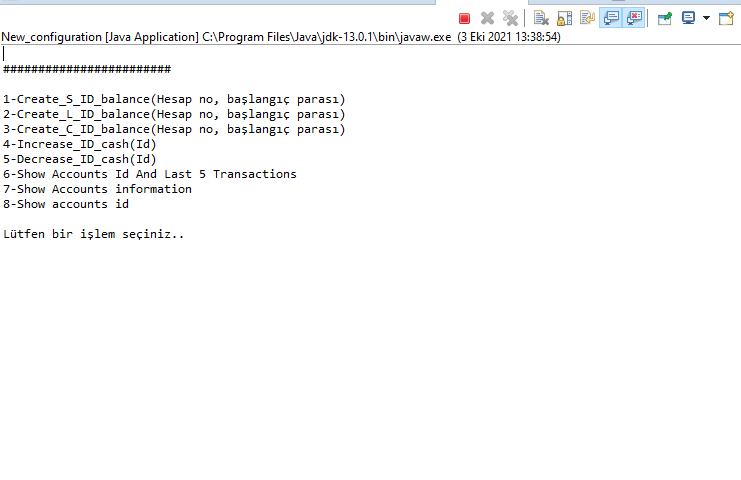 New_configuration [Java Application] C:\Program Files\Java\jdk-13.0.1\bin\javaw.exe (3 Eki 2021 13:38:54)
########################
1-Create_S_ID_balance(Hesap no, başlangıç parası)
2-Create_L_ID_balance(Hesap no, başlangıç parası)
3-Create_C_ID_balance(Hesap no, başlangıç parası)
4-Increase_ID_cash(Id)
5-Decrease_ID_cash(Id)
6-Show Accounts Id And Last 5 Transactions
7-Show Accounts information
8-Show accounts id
Lütfen bir işlem seçiniz..